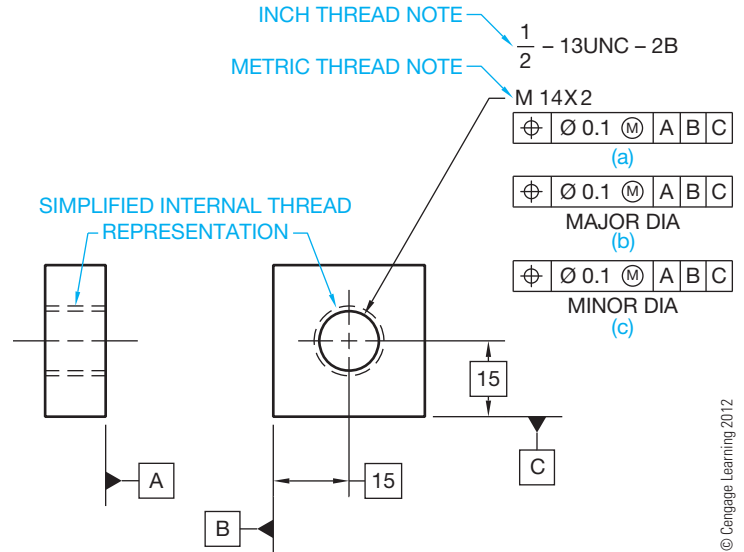 INCH THREAD NOTE
1/2 – 13UNC – 2B
METRIC THREAD NOTE
M 14X2
⌖ Ø 0.1 Ⓜ A B C
(a)
⌖ Ø 0.1 Ⓜ A B C
MAJOR DIA
(b)
⌖ Ø 0.1 Ⓜ A B C
MINOR DIA
(c)
SIMPLIFIED INTERNAL THREAD
REPRESENTATION
15
A
15
C
B
© Cengage Learning 2012